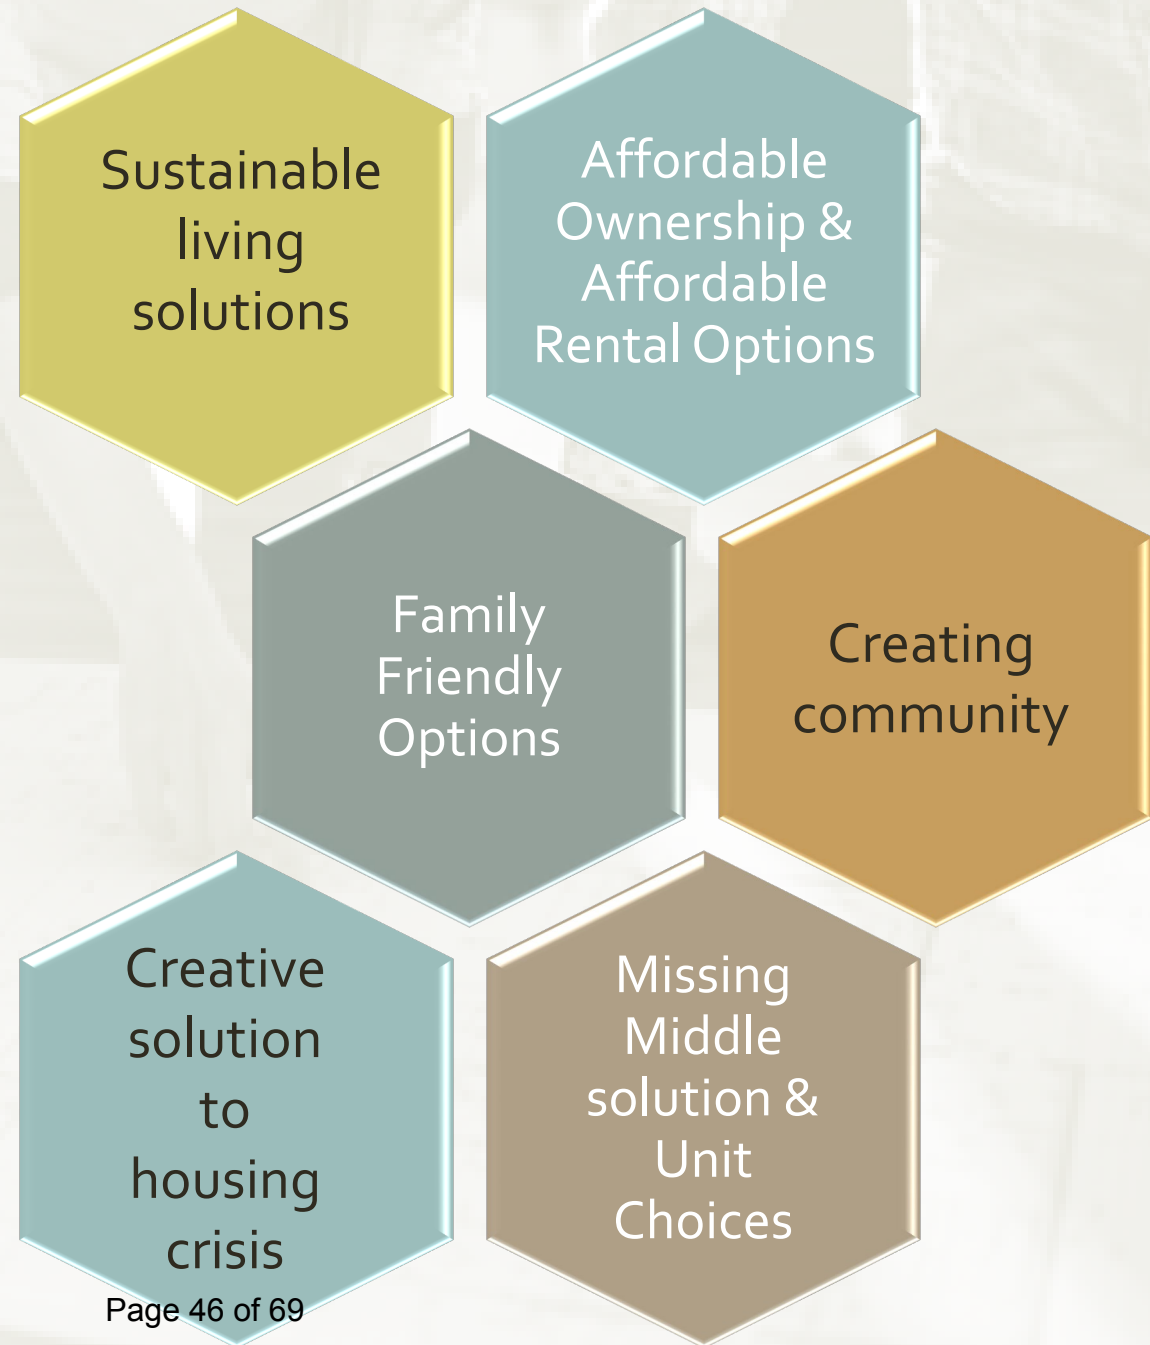 Sustainable
living
solutions
Affordable
Ownership &
Affordable
Rental Options
Family
Friendly
Options
Creating
community
Creative
solution
to
housing
crisis
Missing
Middle
solution &
Unit
Choices
Page 46 of 69